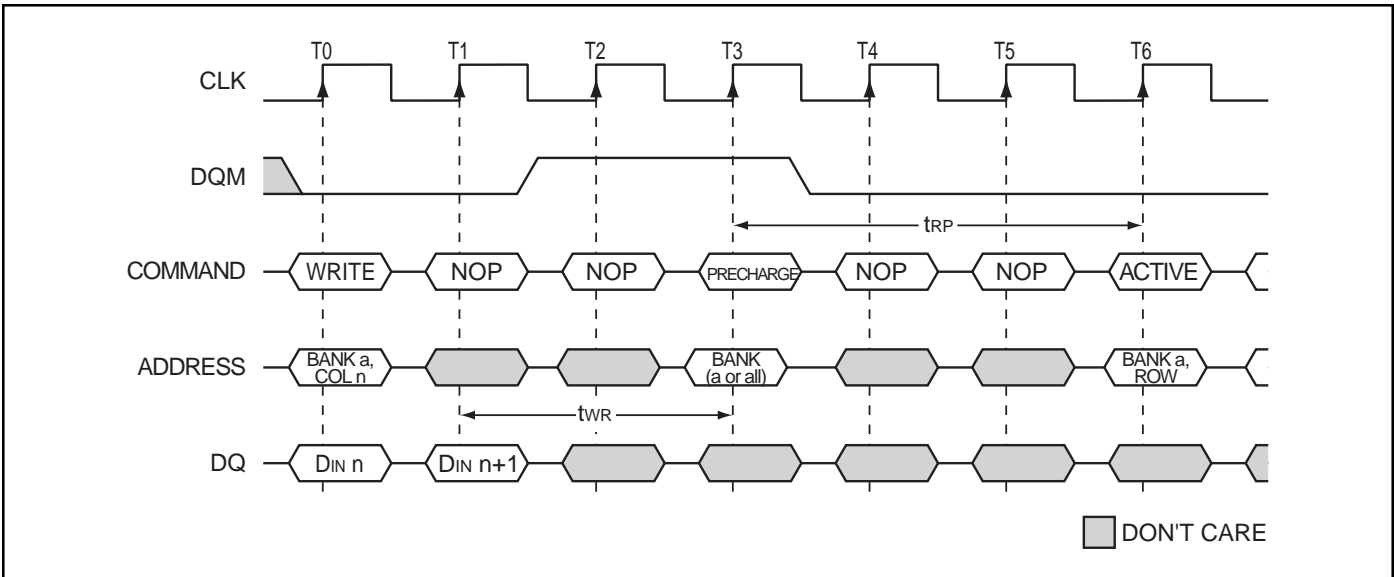 T0 T1 T2 T3 T4 T5 T6
CLK
DQM
tRP
COMMAND WRITE NOP NOP PRECHARGE NOP NOP ACTIVE
ADDRESS BANK a, COL n BANK (a or all) BANK a, ROW
tWR
DQ DIN n DIN n+1
DON'T CARE